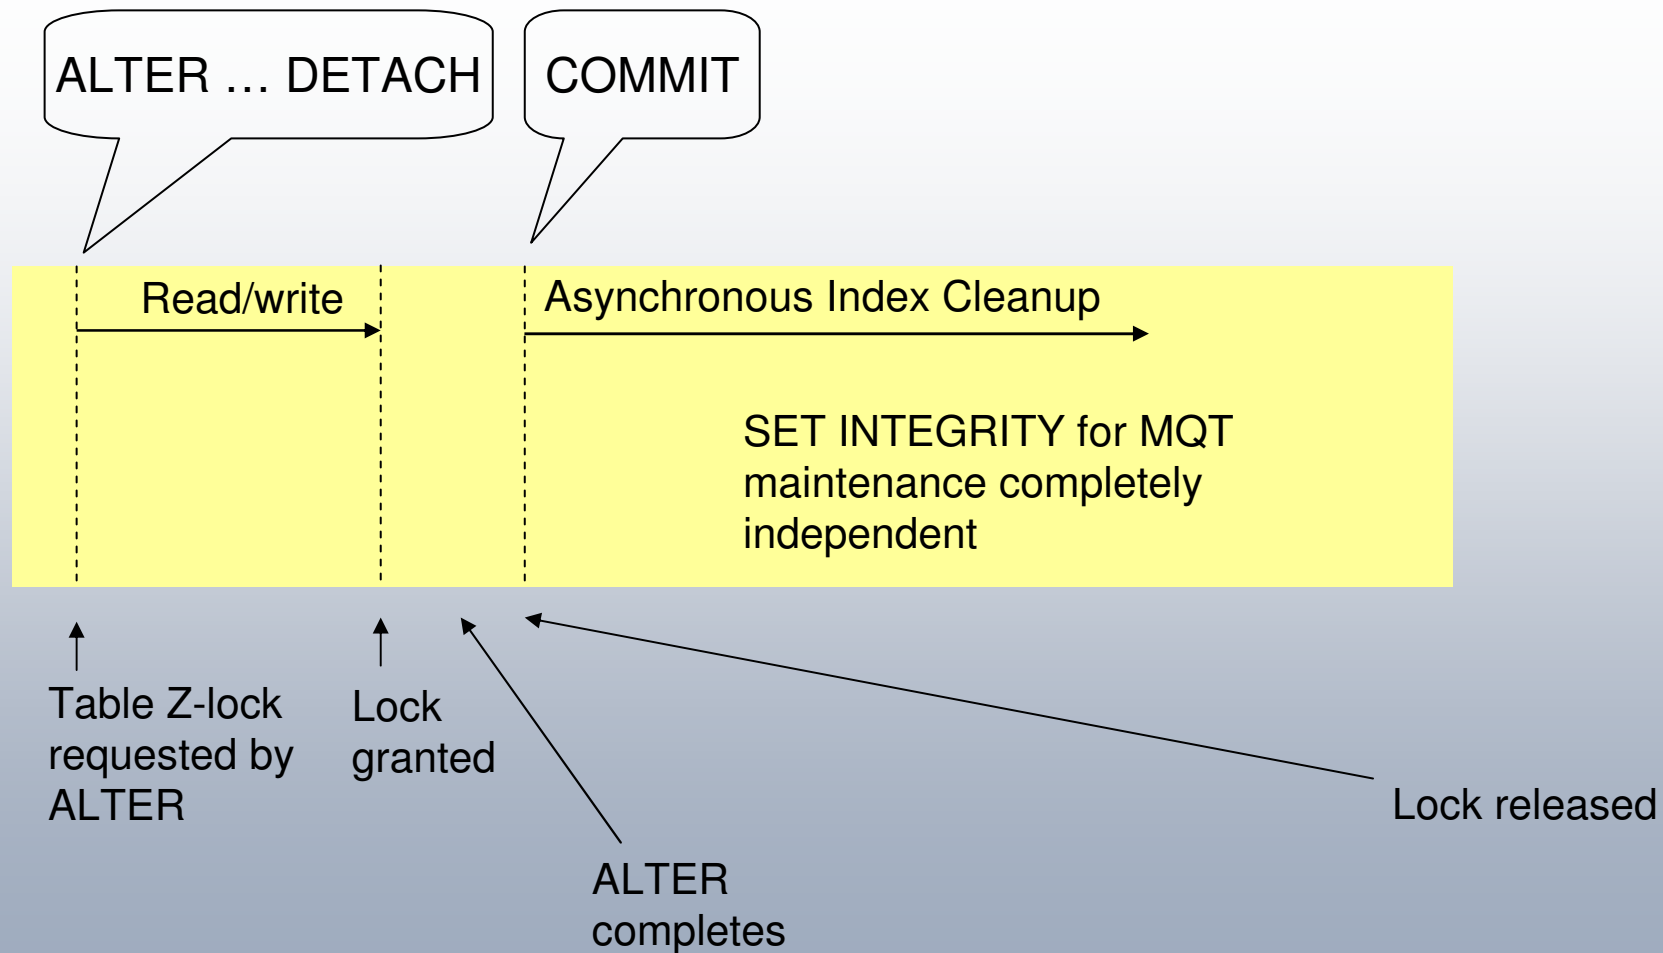 ALTER … DETACH
COMMIT
Read/write
Asynchronous Index Cleanup
SET INTEGRITY for MQT
maintenance completely
independent
Table Z-lock
requested by
ALTER
Lock
granted
ALTER
completes
Lock released